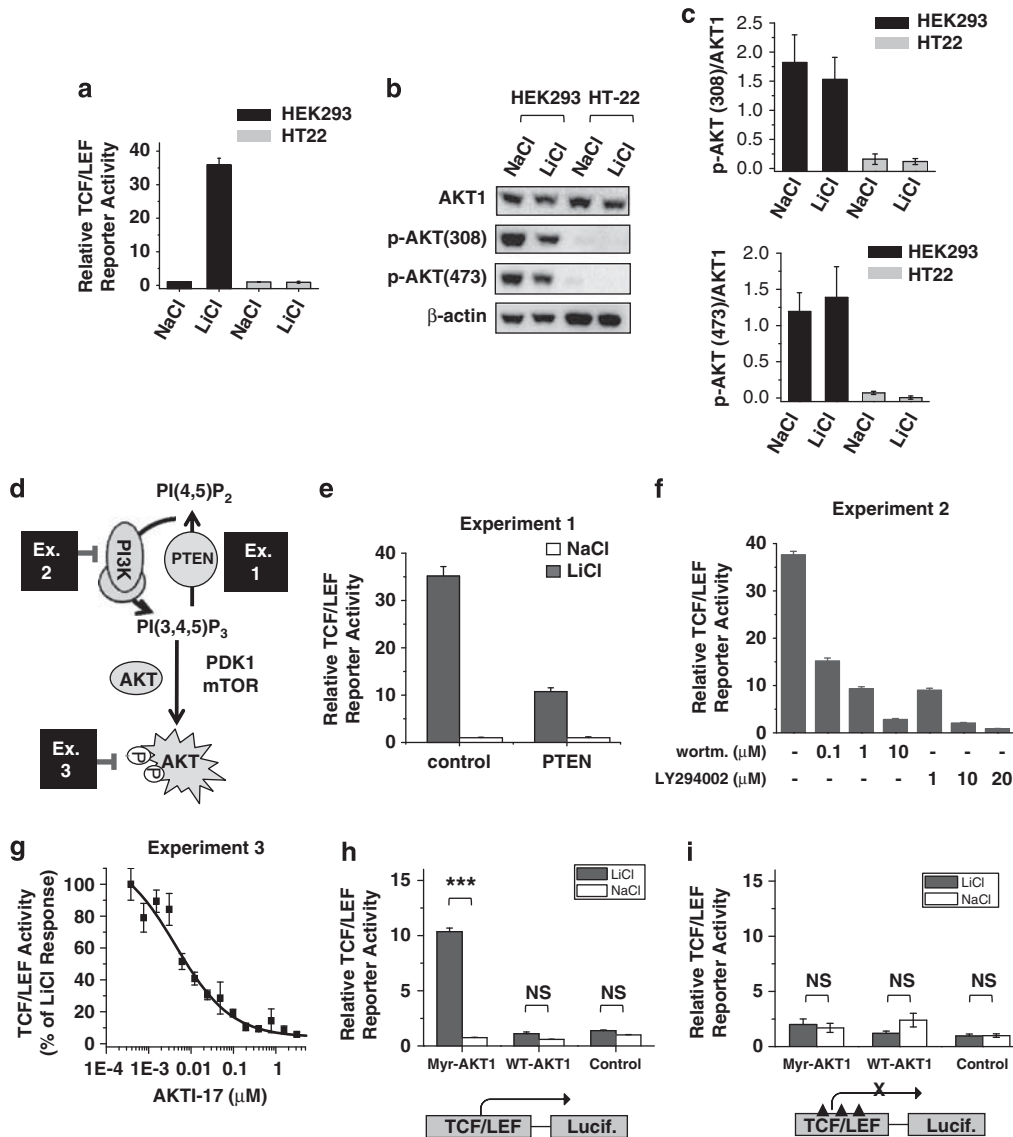 a
HEK293
HT22
Relative TCF/LEF
Reporter Activity
40
30
20
10
0
NaCl
LiCl
NaCl
LiCl
b
HEK293 HT-22
NaCl
LiCl
NaCl
LiCl
AKT1
p-AKT(308)
p-AKT(473)
β-actin
c
HEK293
HT22
p-AKT (308)/AKT1
2.5
2.0
1.5
1.0
0.5
0.0
NaCl
LiCl
NaCl
LiCl
HEK293
HT22
p-AKT (473)/AKT1
2.0
1.5
1.0
0.5
0.0
NaCl
LiCl
NaCl
LiCl
d
PI(4,5)P2
Ex.
2
PI3K
PTEN
Ex.
1
PI(3,4,5)P3
AKT
PDK1
mTOR
Ex.
3
P
P
AKT
e
Experiment 1
NaCl
LiCl
Relative TCF/LEF
Reporter Activity
40
30
20
10
0
control PTEN
f
Experiment 2
Relative TCF/LEF
Reporter Activity
40
30
20
10
0
wortm. (μM) - 0.1 1 10 - - -
LY294002 (μM) - - - - 1 10 20
g
Experiment 3
TCF/LEF Activity
(% of LiCl Response)
100
80
60
40
20
0
1E-4 1E-3 0.01 0.1 1
AKTI-17 (μM)
h
LiCl
NaCl
Relative TCF/LEF
Reporter Activity
15
10
5
0
***
NS
NS
Myr-AKT1 WT-AKT1 Control
TCF/LEF Lucif.
i
LiCl
NaCl
Relative TCF/LEF
Reporter Activity
15
10
5
0
NS
NS
NS
Myr-AKT1 WT-AKT1 Control
X
TCF/LEF Lucif.